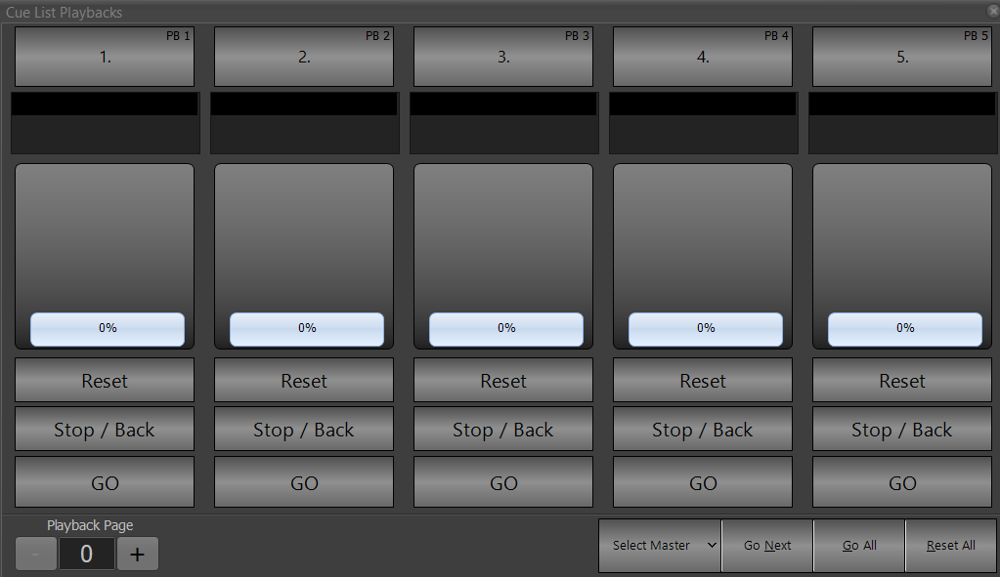 Cue List Playbacks
PB 1
1.
PB 2
2.
PB 3
3.
PB 4
4.
PB 5
5.
0%
0%
0%
0%
0%
Reset
Reset
Reset
Reset
Reset
Stop / Back
Stop / Back
Stop / Back
Stop / Back
Stop / Back
GO
GO
GO
GO
GO
Playback Page
- 0 +
Select Master
Go Next
Go All
Reset All